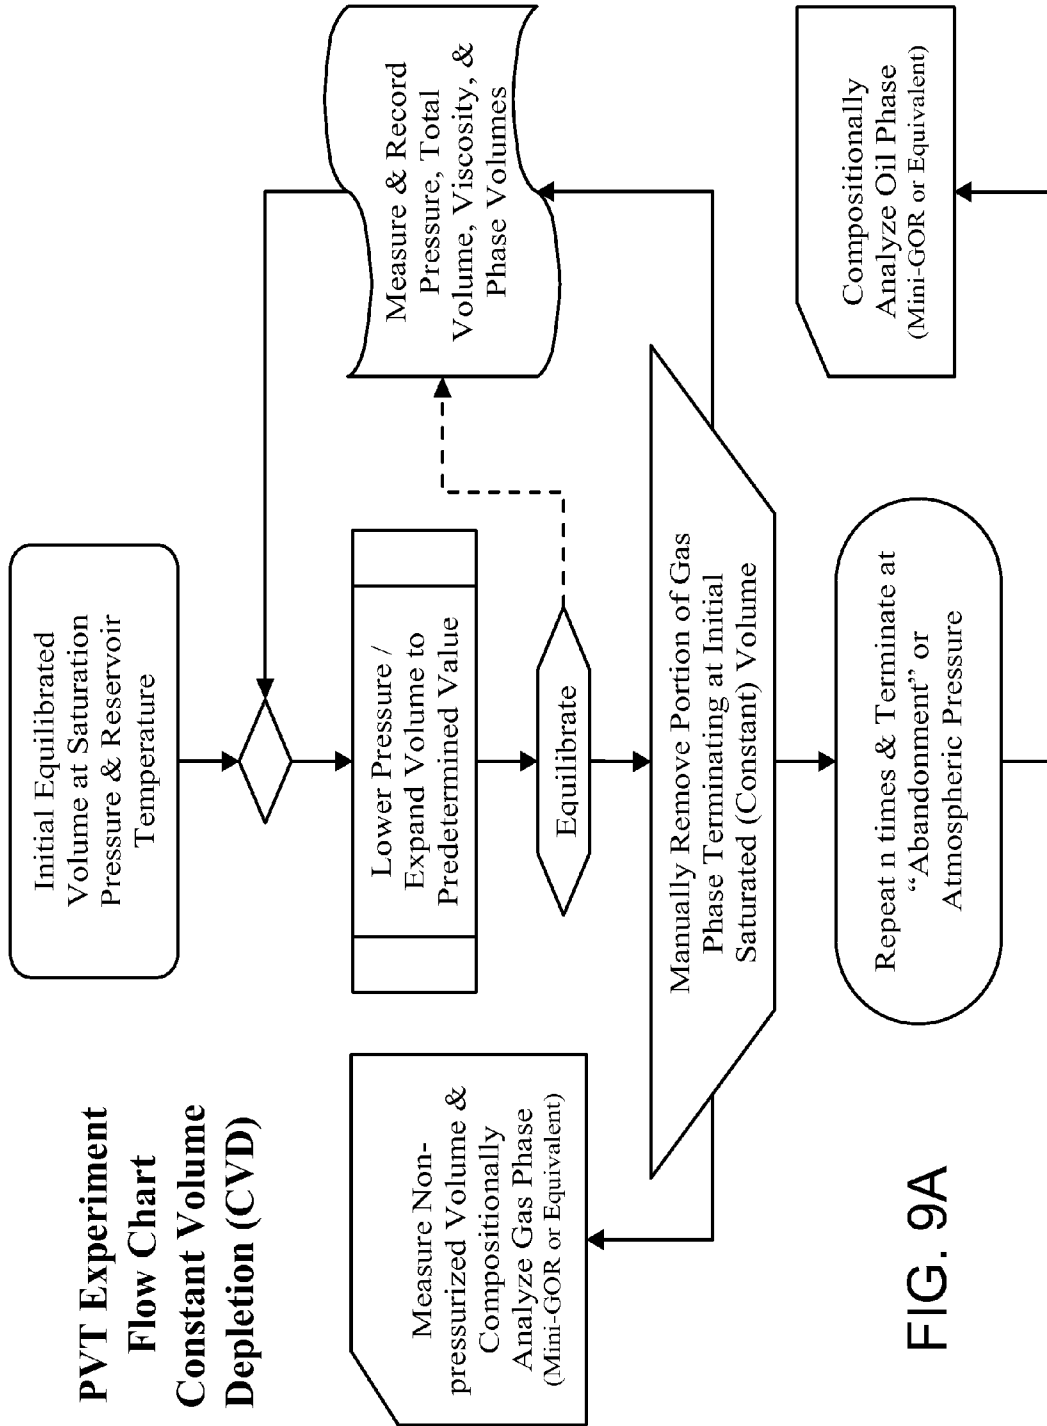 PVT Experiment
Flow Chart
Constant Volume
Depletion (CVD)
Initial Equilibrated
Volume at Saturation
Pressure & Reservoir
Temperature
Lower Pressure /
Expand Volume to
Predetermined Value
Equilibrate
Measure & Record
Pressure, Total
Volume, Viscosity, &
Phase Volumes
Measure Non-
pressurized Volume &
Compositionally
Analyze Gas Phase
(Mini-GOR or Equivalent)
Manually Remove Portion of Gas
Phase Terminating at Initial
Saturated (Constant) Volume
Repeat n times & Terminate at
“Abandonment” or
Atmospheric Pressure
Compositionally
Analyze Oil Phase
(Mini-GOR or Equivalent)
FIG. 9A